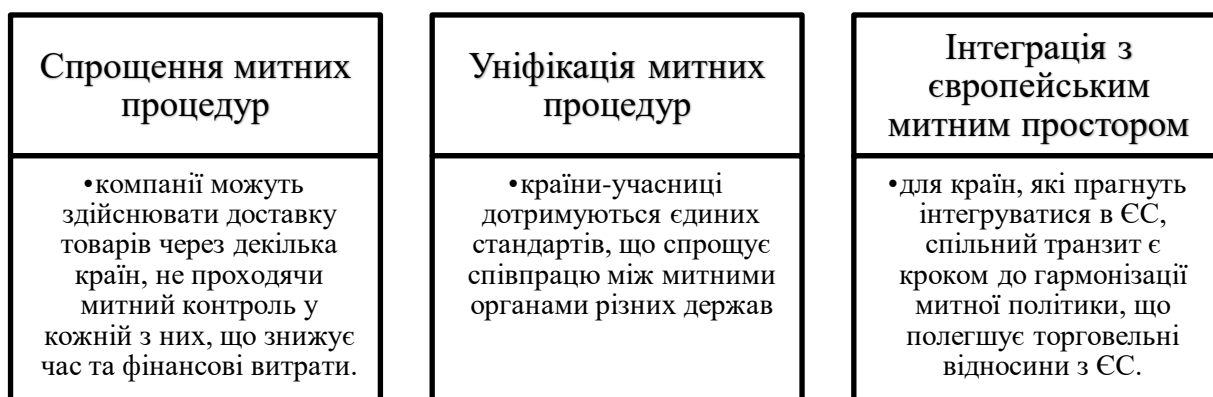 Спрощення митних
процедур
•компанії можуть
здійснювати доставку
товарів через декілька
країн, не проходячи
митний контроль у
кожній з них, що знижує
час та фінансові витрати.
Уніфікація митних
процедур
•країни-учасниці
дотримуються єдиних
стандартів, що спрощує
співпрацю між митними
органами різних держав
Інтеграція з
європейським
митним простором
•для країн, які прагнуть
інтегруватися в ЄС,
спільний транзит є
кроком до гармонізації
митної політики, що
полегшує торговельні
відносини з ЄС.